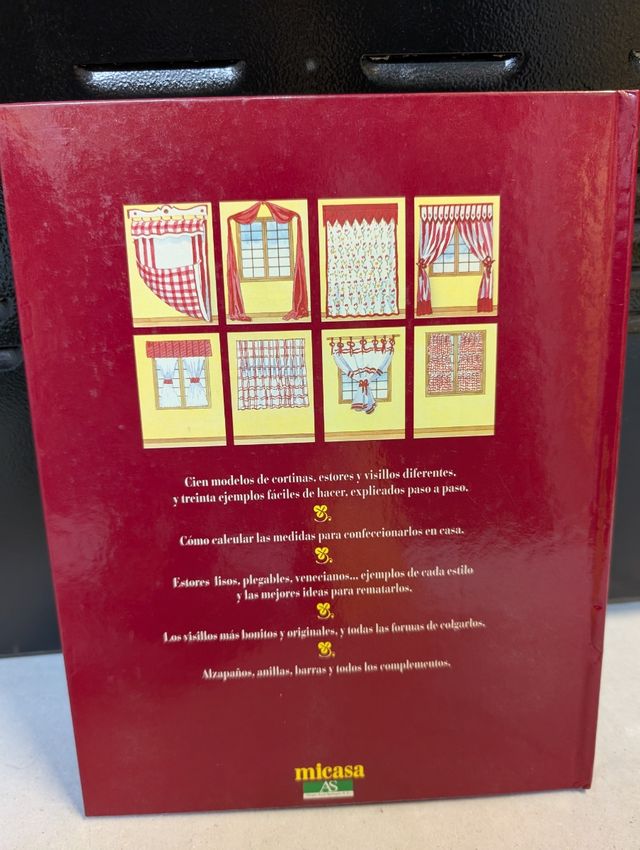 Cien modelos de cortinas, estores y visillos diferentes,
y treinta ejemplos fáciles de hacer, explicados paso a paso.
Cómo calcular las medidas para confeccionarlos en casa.
Estores lisos, plegables, venecianos... ejemplos de cada estilo
y las mejores ideas para rematarlos.
Los visillos más bonitos y originales, y todas las formas de colgarlos.
Alzapaños, anillas, barras y todos los complementos.
micasa
AS